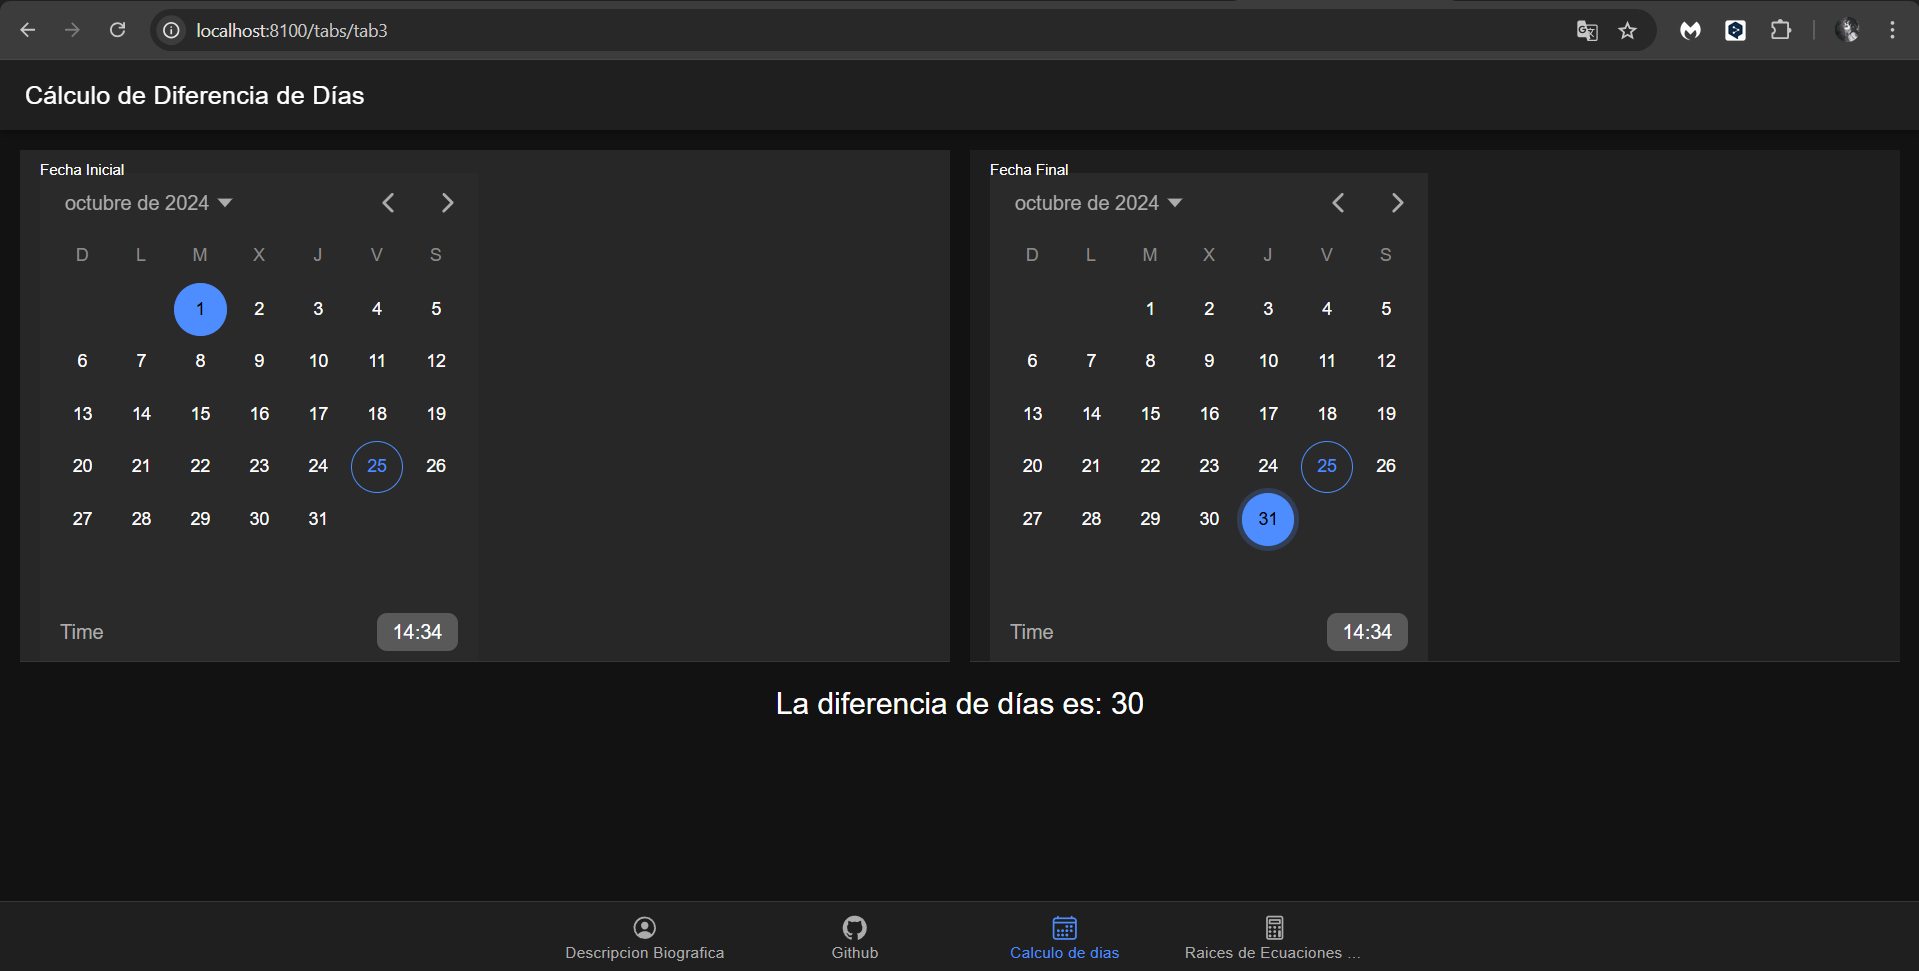 localhost:8100/tabs/tab3
Cálculo de Diferencia de Días
Fecha Inicial
octubre de 2024
D L M X J V S
1 2 3 4 5
6 7 8 9 10 11 12
13 14 15 16 17 18 19
20 21 22 23 24 25 26
27 28 29 30 31
Time 14:34
Fecha Final
octubre de 2024
D L M X J V S
1 2 3 4 5
6 7 8 9 10 11 12
13 14 15 16 17 18 19
20 21 22 23 24 25 26
27 28 29 30 31
Time 14:34
La diferencia de días es: 30
Descripcion Biografica
Github
Calculo de dias
Raices de Ecuaciones ...